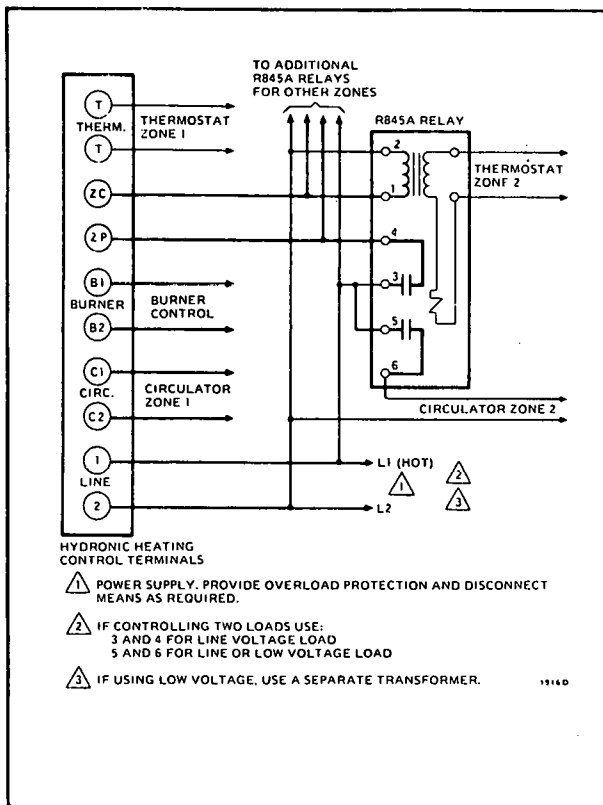 TO ADDITIONAL
R845A RELAYS
FOR OTHER ZONES
R845A RELAY
T
THERM.
T
THERMOSTAT
ZONE 1
2C
2P
B1
BURNER
B2
BURNER
CONTROL
C1
CIRC.
C2
CIRCULATOR
ZONE 1
1
LINE
2
2
1
4
3
5
6
THERMOSTAT
ZONF 2
CIRCULATOR ZONE 2
L1 (HOT)
L2
1
2
3
HYDRONIC HEATING
CONTROL TERMINALS
1 POWER SUPPLY. PROVIDE OVERLOAD PROTECTION AND DISCONNECT
MEANS AS REQUIRED.
2 IF CONTROLLING TWO LOADS USE:
3 AND 4 FOR LINE VOLTAGE LOAD
5 AND 6 FOR LINE OR LOW VOLTAGE LOAD
3 IF USING LOW VOLTAGE, USE A SEPARATE TRANSFORMER.